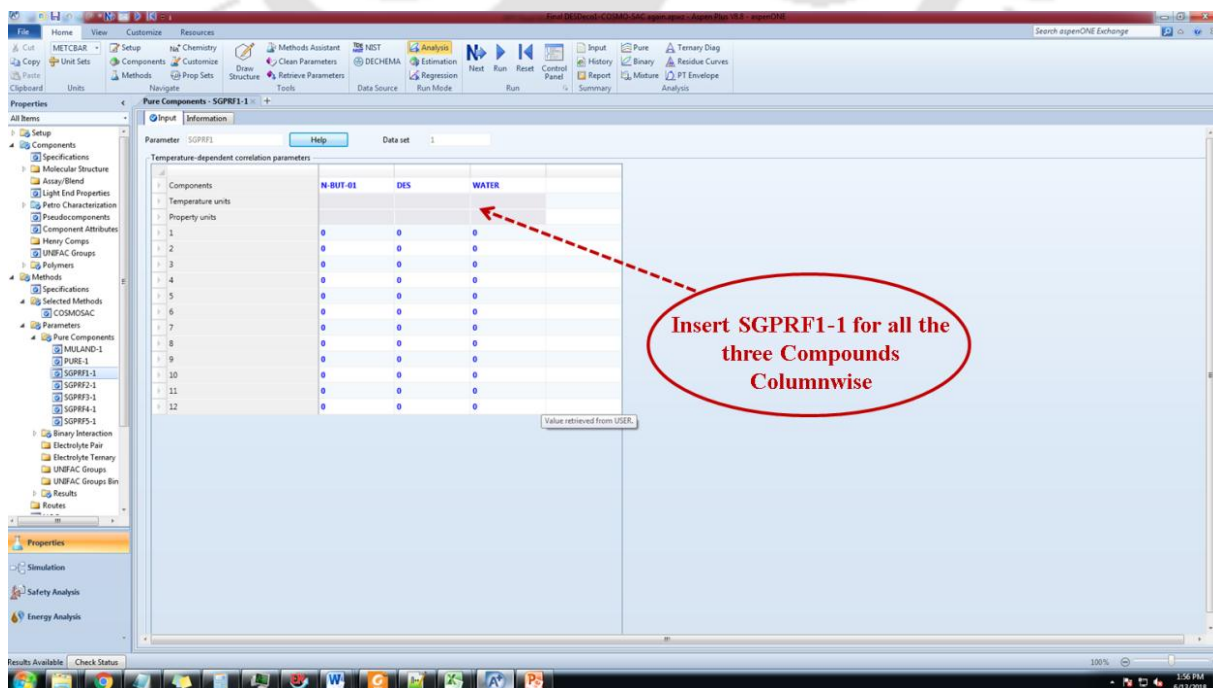 Final DESDecn1-COSMO-SAC again.apwz - Aspen Plus V8.8 - aspenONE
File Home View Customize Resources Search aspenONE Exchange
Cut METCBAR Setup Chemistry Methods Assistant NIST Analysis Input Pure Ternary Diag
Copy Unit Sets Components Customize Clean Parameters DECHEMA Estimation History Binary Residue Curves
Paste Methods Prop Sets Draw Structure Retrieve Parameters Regression Next Run Reset Control Panel Report Mixture PT Envelope
Clipboard Units Navigate Tools Data Source Run Mode Run Summary Analysis
Properties
Pure Components - SGPRF1-1
All Items
Input Information
Parameter SGPRF1 Help Data set 1
Temperature-dependent correlation parameters
Components N-BUT-01 DES WATER
Temperature units
Property units
1 0 0 0
2 0 0 0
3 0 0 0
4 0 0 0
5 0 0 0
6 0 0 0
7 0 0 0
8 0 0 0
9 0 0 0
10 0 0 0
11 0 0 0
12 0 0 0
Value retrieved from USER.
Insert SGPRF1-1 for all the
three Compounds
Columnwise
Setup
Components
Specifications
Molecular Structure
Assay/Blend
Light End Properties
Petro Characterization
Pseudocomponents
Component Attributes
Henry Comps
UNIFAC Groups
Polymers
Methods
Specifications
Selected Methods
COSMOSAC
Parameters
Pure Components
MULAND-1
PURE-1
SGPRF1-1
SGPRF2-1
SGPRF3-1
SGPRF4-1
SGPRF5-1
Binary Interaction
Electrolyte Pair
Electrolyte Ternary
UNIFAC Groups
UNIFAC Groups Bin
Results
Routes
Properties
Simulation
Safety Analysis
Energy Analysis
Results Available Check Status 100%
1:56 PM
6/13/2018